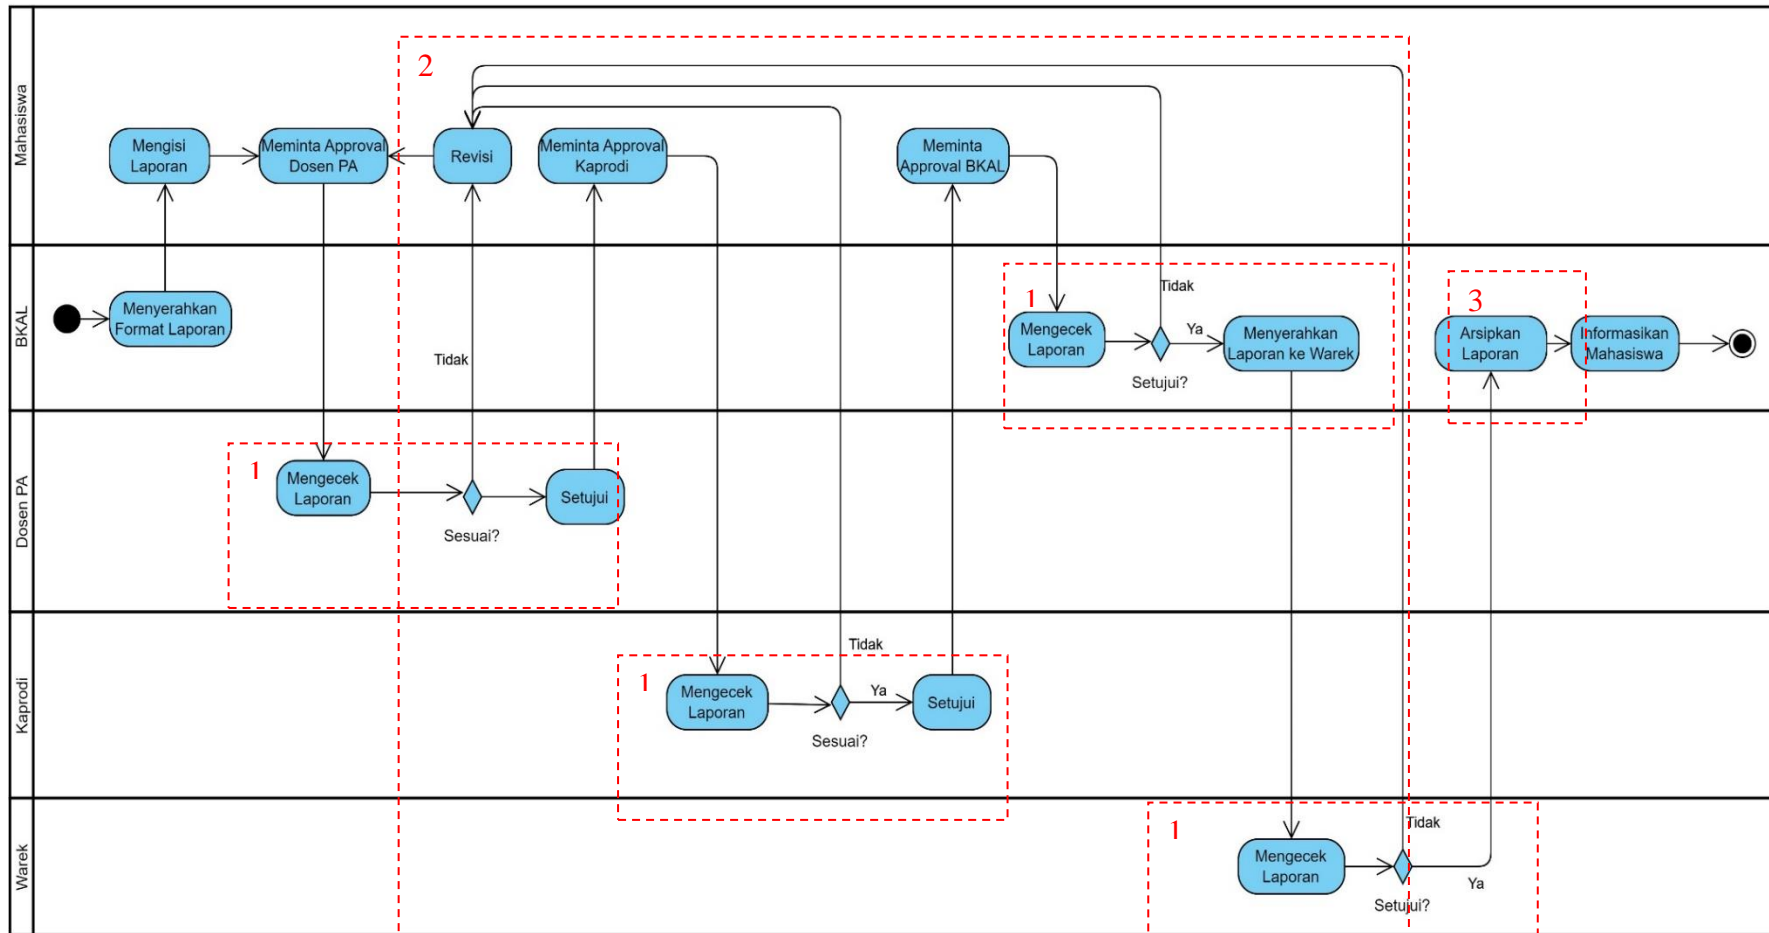 Mahasiswa
2
Mengisi
Laporan
Meminta Approval
Dosen PA
Revisi
Meminta Approval
Kaprodi
Meminta
Approval BKAL
BKAL
Menyerahkan
Format Laporan
Tidak
1
Mengecek
Laporan
Tidak
Ya
Setujui?
Menyerahkan
Laporan ke Warek
3
Arsipkan
Laporan
Informasikan
Mahasiswa
Dosen PA
1
Mengecek
Laporan
Sesuai?
Setujui
Kaprodi
1
Mengecek
Laporan
Tidak
Ya
Sesuai?
Setujui
Warek
1
Mengecek
Laporan
Tidak
Ya
Setujui?